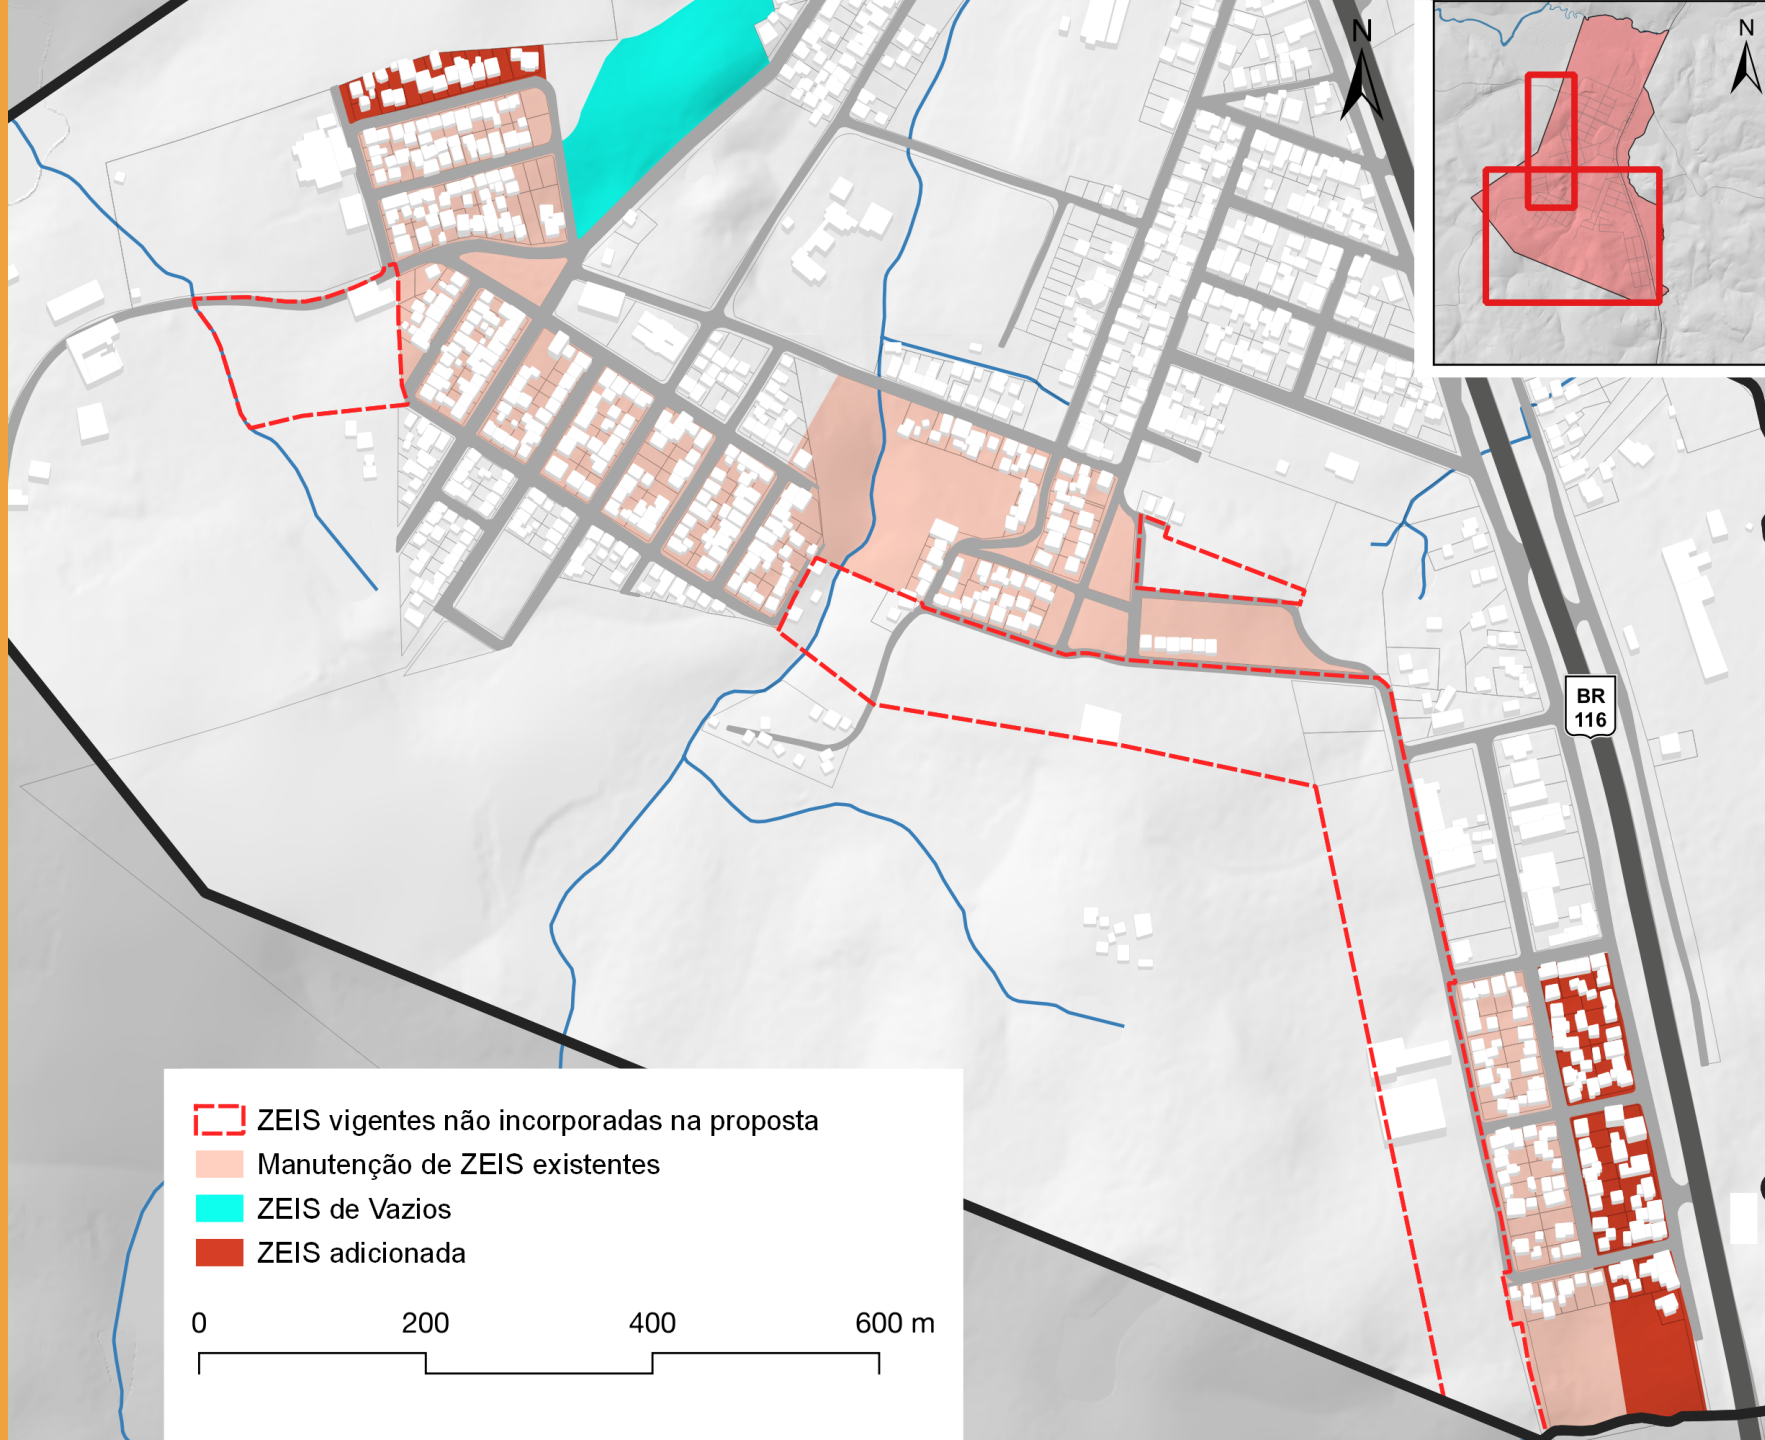 N
N
BR
116
ZEIS vigentes não incorporadas na proposta
Manutenção de ZEIS existentes
ZEIS de Vazios
ZEIS adicionada
0 200 400 600 m